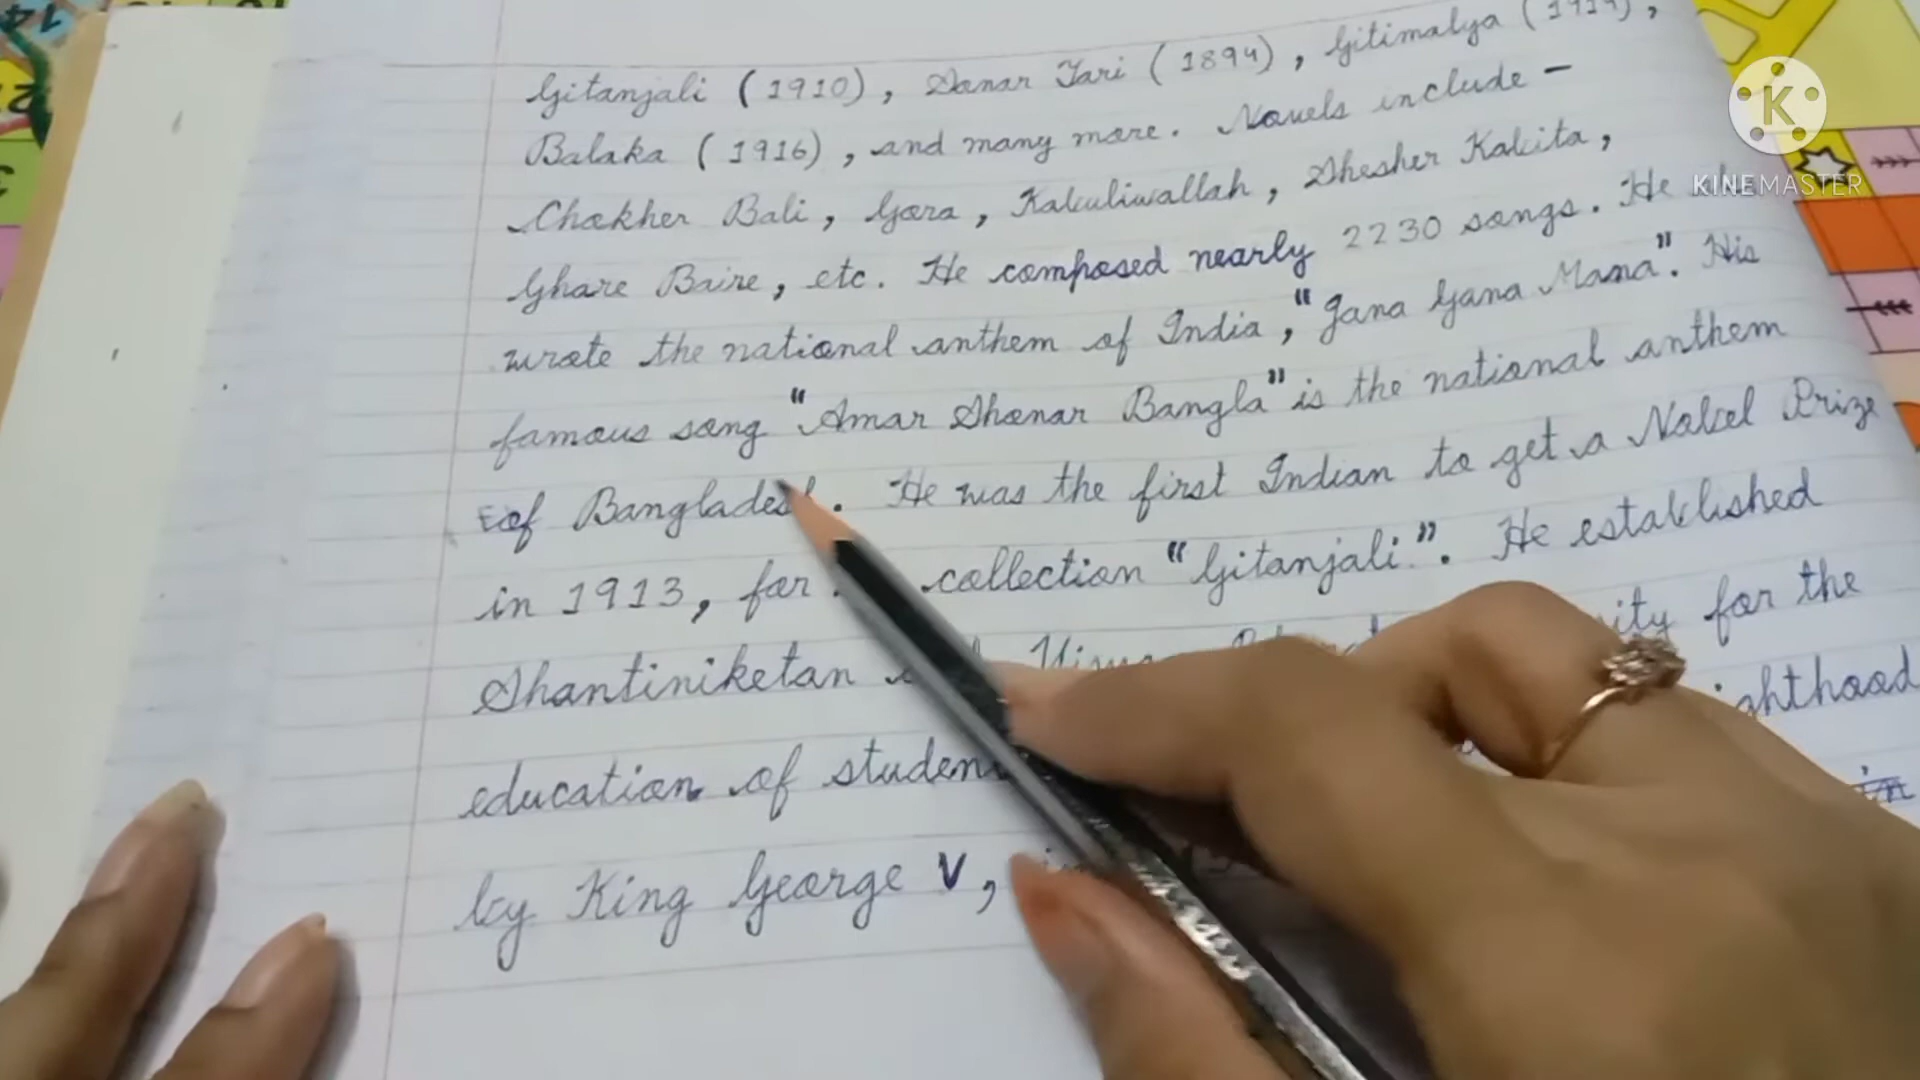 Gitanjali (1910), Sonar Tari (1894), Gitimalya (1914),
Balaka (1916), and many more. Novels include -
Chokher Bali, Gora, Kabuliwallah, Shesher Kabita,
Ghare Baire, etc. He composed nearly 2230 songs. He
wrote the national anthem of India, "Jana Gana Mana". His
famous song "Amar Shonar Bangla" is the national anthem
of Bangladesh. He was the first Indian to get a Nobel Prize
in 1913, for collection "Gitanjali". He established
Shantiniketan for the
education of
by King George V,
KINEMASTER